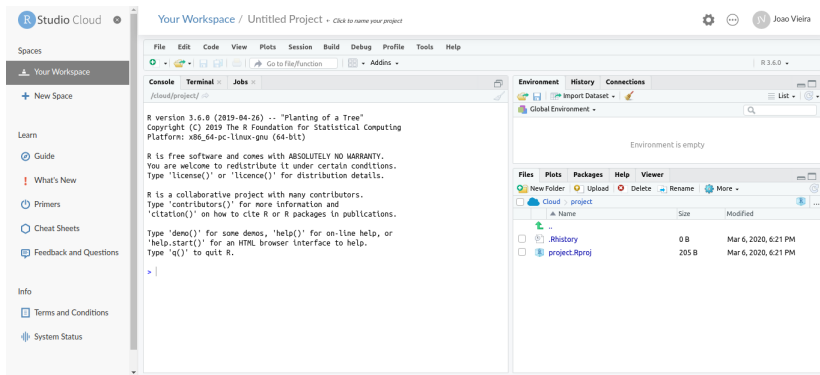 R Studio Cloud
Your Workspace / Untitled Project • Click to name your project
JV Joao Vieira
Spaces
Your Workspace
New Space
Learn
Guide
What's New
Primers
Cheat Sheets
Feedback and Questions
Info
Terms and Conditions
System Status
File Edit Code View Plots Session Build Debug Profile Tools Help
Go to file/function Addins R 3.6.0
Console Terminal Jobs
/cloud/project/
R version 3.6.0 (2019-04-26) -- "Planting of a Tree"
Copyright (C) 2019 The R Foundation for Statistical Computing
Platform: x86_64-pc-linux-gnu (64-bit)
R is free software and comes with ABSOLUTELY NO WARRANTY.
You are welcome to redistribute it under certain conditions.
Type 'license()' or 'licence()' for distribution details.
R is a collaborative project with many contributors.
Type 'contributors()' for more information and
'citation()' on how to cite R or R packages in publications.
Type 'demo()' for some demos, 'help()' for on-line help, or
'help.start()' for an HTML browser interface to help.
Type 'q()' to quit R.
>
Environment History Connections
Import Dataset List
Global Environment
Environment is empty
Files Plots Packages Help Viewer
New Folder Upload Delete Rename More
Cloud project R ...
Name Size Modified
..
.Rhistory 0 B Mar 6, 2020, 6:21 PM
project.Rproj 205 B Mar 6, 2020, 6:21 PM